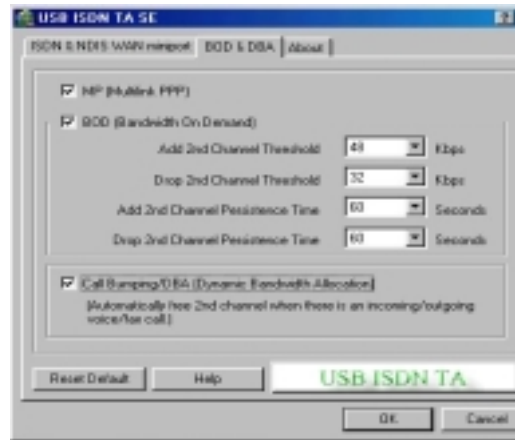 USB ISDN TA SE
ISDN & NDIS WAN miniport BOD & DBA About
MP (Multilink PPP)
BOD (Bandwidth On Demand)
Add 2nd Channel Threshold 48 Kbps
Drop 2nd Channel Threshold 32 Kbps
Add 2nd Channel Persistence Time 60 Seconds
Drop 2nd Channel Persistence Time 60 Seconds
Call Bumping/DBA (Dynamic Bandwidth Allocation)
(Automatically free 2nd channel when there is an incoming/outgoing
voice/fax call.)
Reset Default Help USB ISDN TA
OK Cancel